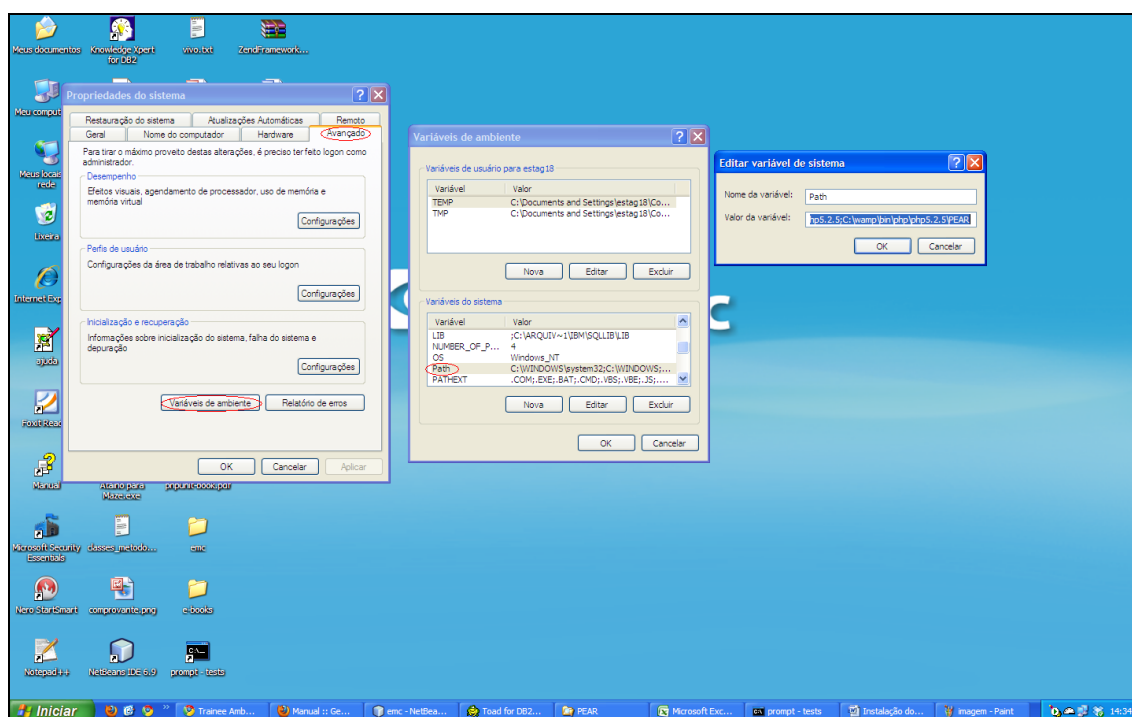 Meus documentos
Knowledge Xpert for DB2
vivo.txt
ZendFramework...
Meu comput
Meus locais
rede
Lixeira
Internet Exp
ajuda
Foxit Reac
Manual
Atalho para
Maze.exe
phpunit-book.pdf
Microsoft Security
Essentials
classes_metodo...
emc
Nero StartSmart
comprovante.png
e-books
Notepad++
NetBeans IDE 6.9
prompt - tests
Propriedades do sistema
Restauração do sistema
Atualizações Automáticas
Remoto
Geral
Nome do computador
Hardware
Avançado
Para tirar o máximo proveito destas alterações, é preciso ter feito logon como
administrador.
Desempenho
Efeitos visuais, agendamento de processador, uso de memória e
memória virtual
Configurações
Perfis de usuário
Configurações da área de trabalho relativas ao seu logon
Configurações
Inicialização e recuperação
Informações sobre inicialização do sistema, falha do sistema e
depuração
Configurações
Variáveis de ambiente
Relatório de erros
OK
Cancelar
Aplicar
Variáveis de ambiente
Variáveis de usuário para estag18
Variável Valor
TEMP C:\Documents and Settings\estag18\Co...
TMP C:\Documents and Settings\estag18\Co...
Nova
Editar
Excluir
Variáveis do sistema
Variável Valor
LIB ;C:\ARQUIV~1\IBM\SQLLIB\LIB
NUMBER_OF_P... 4
OS Windows_NT
Path C:\WINDOWS\system32;C:\WINDOWS;...
PATHEXT .COM;.EXE;.BAT;.CMD;.VBS;.VBE;.JS;....
Nova
Editar
Excluir
OK
Cancelar
Editar variável de sistema
Nome da variável: Path
Valor da variável: hp5.2.5;C:\wamp\bin\php\php5.2.5\PEAR
OK
Cancelar
Iniciar
Trainee Amb...
Manual :: Ge...
emc - NetBea...
Toad for DB2...
PEAR
Microsoft Exc...
prompt - tests
Instalação do...
imagem - Paint
14:34